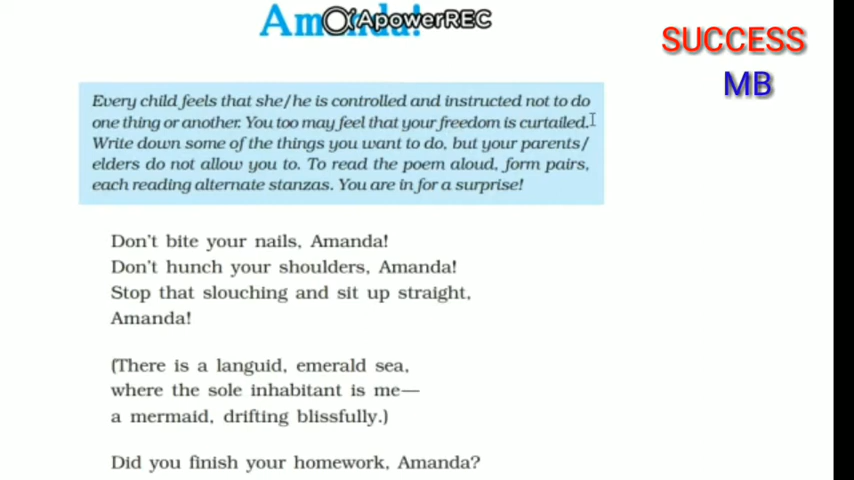 Amanda!
ApowerREC
SUCCESS
MB
Every child feels that she/he is controlled and instructed not to do
one thing or another. You too may feel that your freedom is curtailed.
Write down some of the things you want to do, but your parents/
elders do not allow you to. To read the poem aloud, form pairs,
each reading alternate stanzas. You are in for a surprise!
Don't bite your nails, Amanda!
Don't hunch your shoulders, Amanda!
Stop that slouching and sit up straight,
Amanda!
(There is a languid, emerald sea,
where the sole inhabitant is me—
a mermaid, drifting blissfully.)
Did you finish your homework, Amanda?